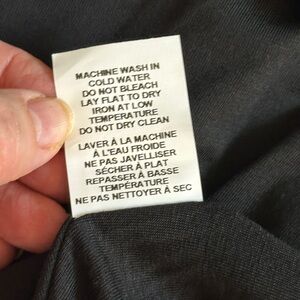 MACHINE WASH IN
COLD WATER
DO NOT BLEACH
LAY FLAT TO DRY
IRON AT LOW
TEMPERATURE
DO NOT DRY CLEAN
LAVER À LA MACHINE
À L'EAU FROIDE
NE PAS JAVELLISER
SÉCHER À PLAT
REPASSER À BASSE
TEMPÉRATURE
NE PAS NETTOYER À SEC